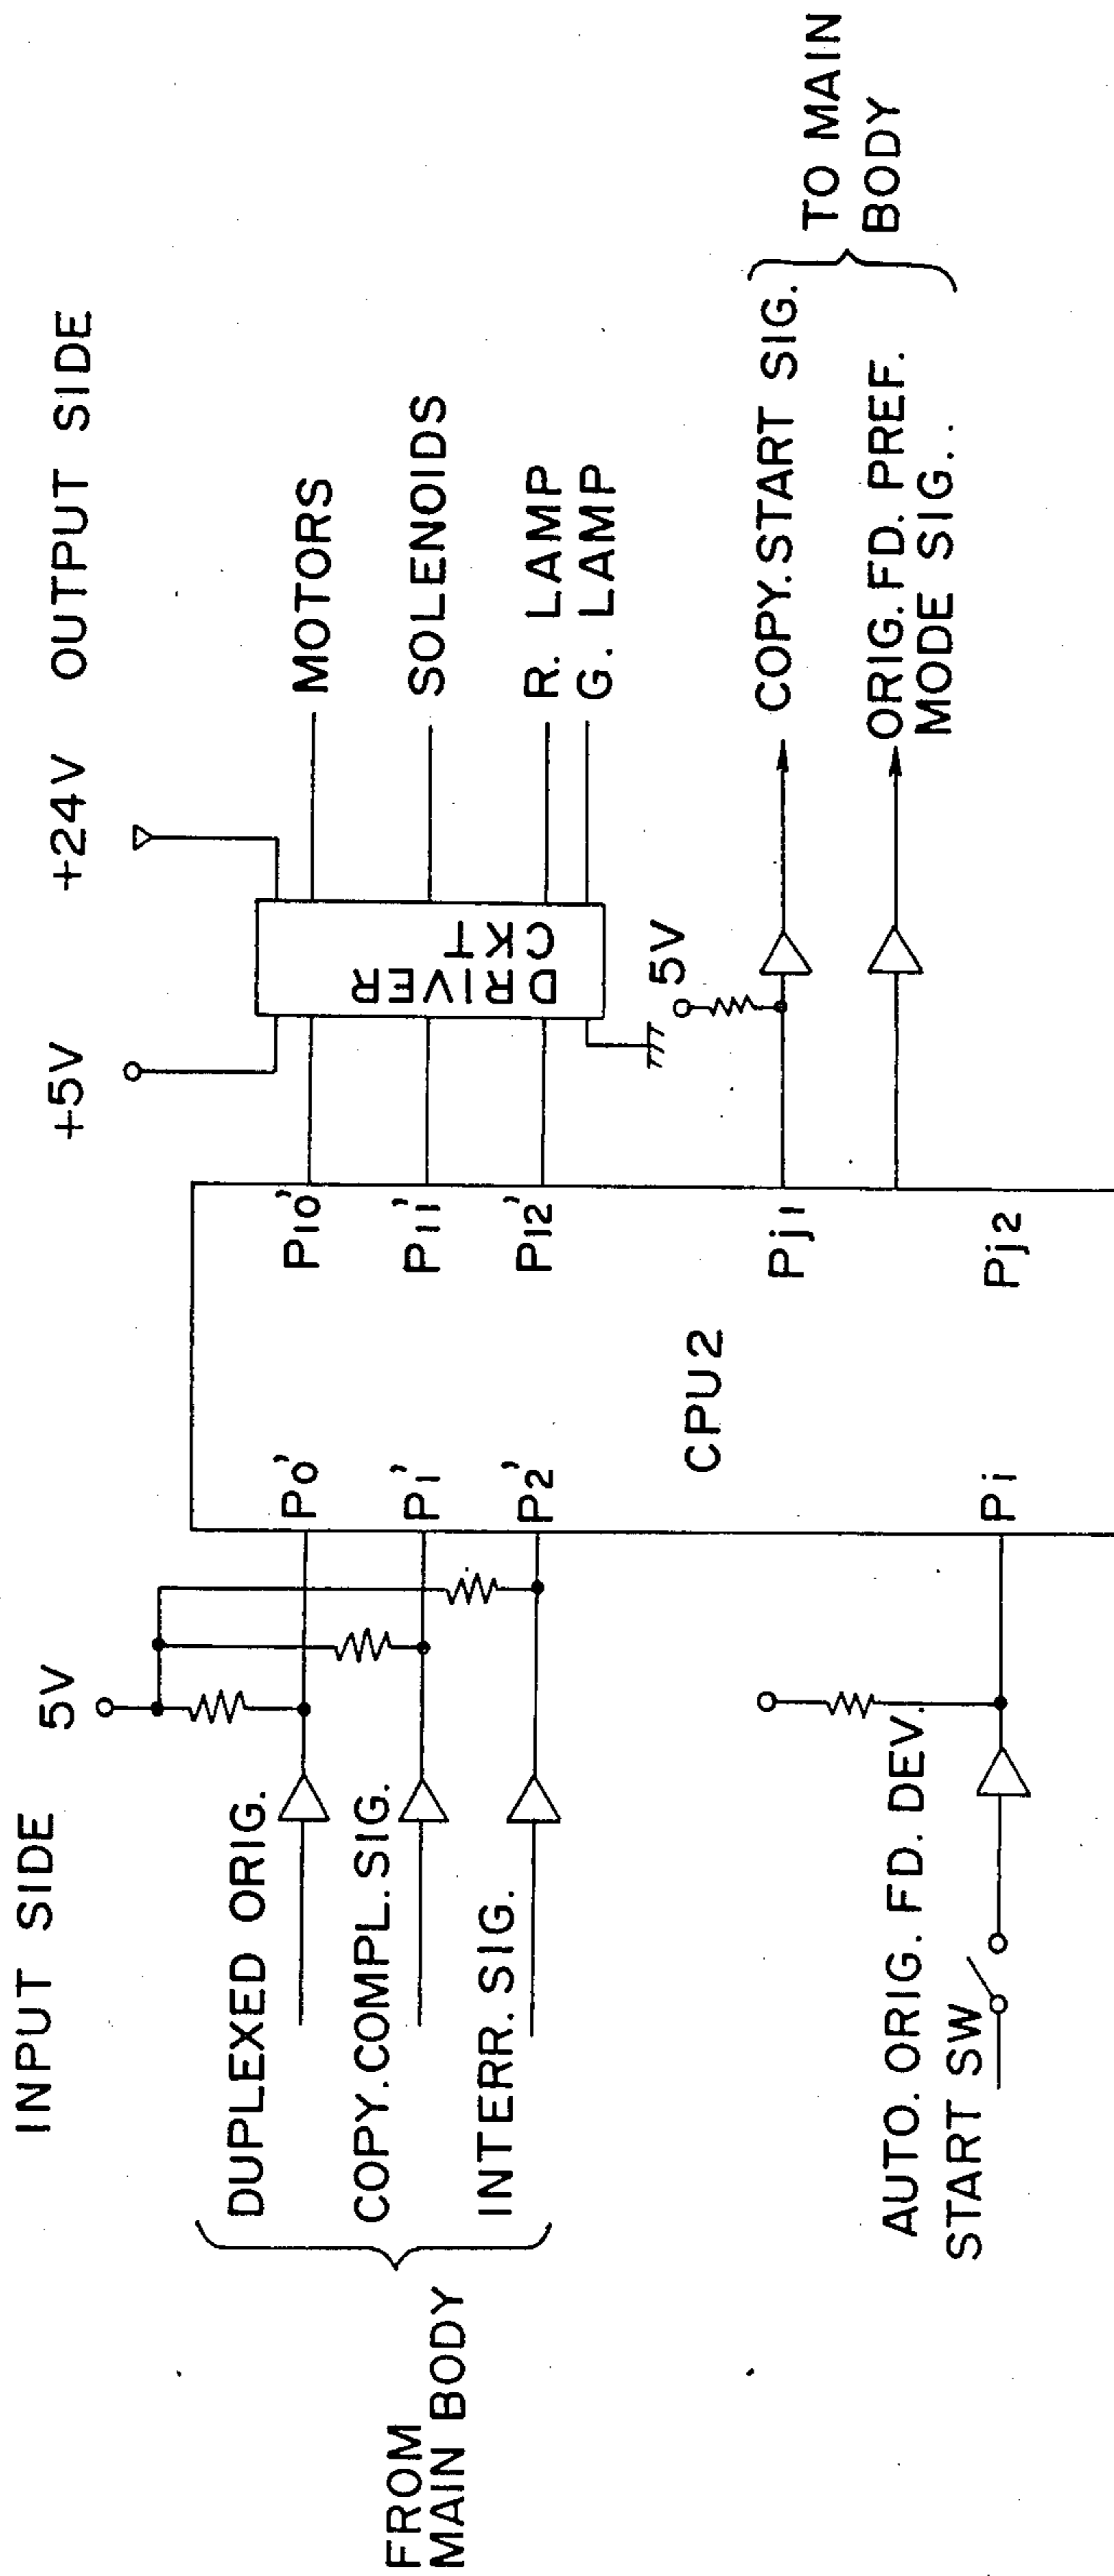 INPUT SIDE
5V
+5V
+24V
OUTPUT SIDE
FROM
MAIN BODY
DUPLEXED ORIG.
COPY.COMPL.SIG.
INTERR.SIG.
P0'
P1'
P2'
CPU2
P10'
P11'
P12'
DRIVER
CKT
MOTORS
SOLENOIDS
R. LAMP
G. LAMP
5V
Pj1
Pj2
COPY.START SIG.
ORIG.FD. PREF.
MODE SIG..
TO MAIN
BODY
AUTO.ORIG.FD.DEV.
START SW
Pi